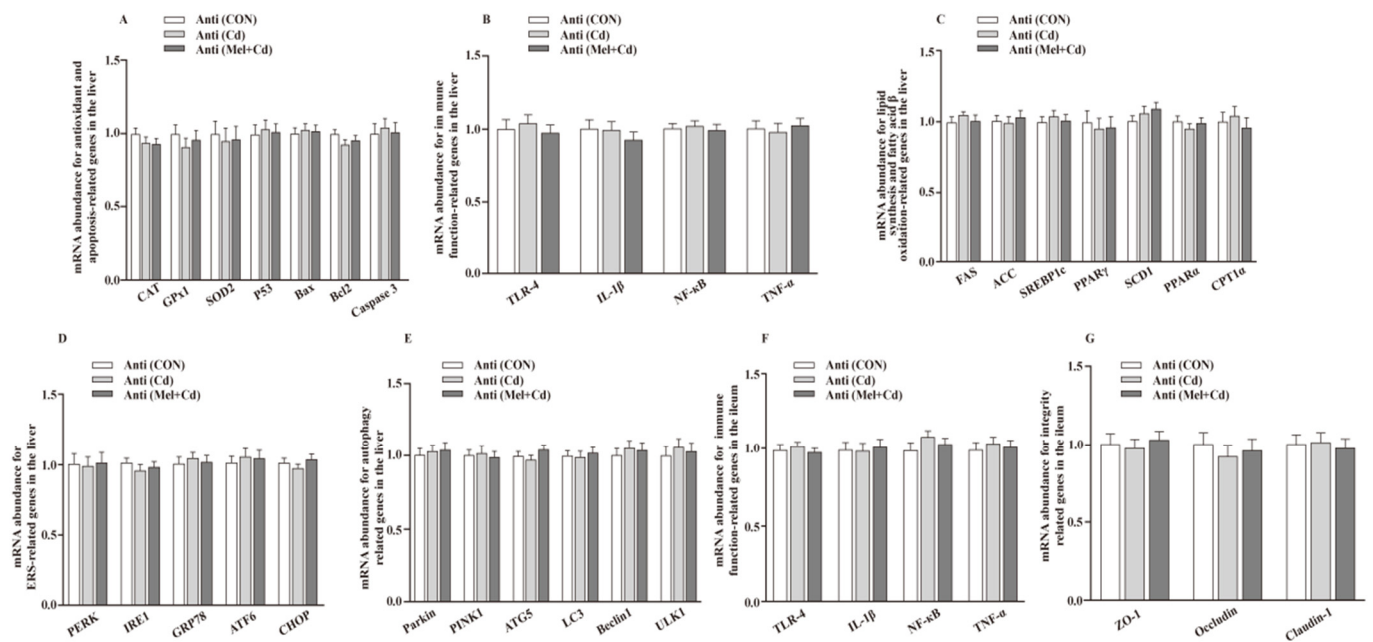 A
Anti (CON)
Anti (Cd)
Anti (Mel+Cd)
mRNA abundance for antioxidant and
apoptosis-related genes in the liver
1.5
1.0
0.5
0.0
CAT
GPx1
SOD2
P53
Bax
Bcl2
Caspase 3
B
Anti (CON)
Anti (Cd)
Anti (Mel+Cd)
mRNA abundance for im mune
function-related genes in the liver
1.5
1.0
0.5
0.0
TLR-4
IL-1β
NF-κB
TNF-α
C
Anti (CON)
Anti (Cd)
Anti (Mel+Cd)
mRNA abundance for lipid
synthesis and fatty acid β
oxidation-related genes in the liver
1.5
1.0
0.5
0.0
FAS
ACC
SREBP1c
PPARγ
SCD1
PPARα
CPT1α
D
Anti (CON)
Anti (Cd)
Anti (Mel+Cd)
mRNA abundance for
ERS-related genes in the liver
1.5
1.0
0.5
0.0
PERK
IRE1
GRP78
ATF6
CHOP
E
Anti (CON)
Anti (Cd)
Anti (Mel+Cd)
mRNA abundance for autophagy
related genes in the liver
1.5
1.0
0.5
0.0
Parkin
PINK1
ATG5
LC3
Beclin1
ULK1
F
Anti (CON)
Anti (Cd)
Anti (Mel+Cd)
mRNA abundance for immune
function-related genes in the ileum
1.5
1.0
0.5
0.0
TLR-4
IL-1β
NF-κB
TNF-α
G
Anti (CON)
Anti (Cd)
Anti (Mel+Cd)
mRNA abundance for integrity
related genes in the ileum
1.5
1.0
0.5
0.0
ZO-1
Occludin
Claudin-1